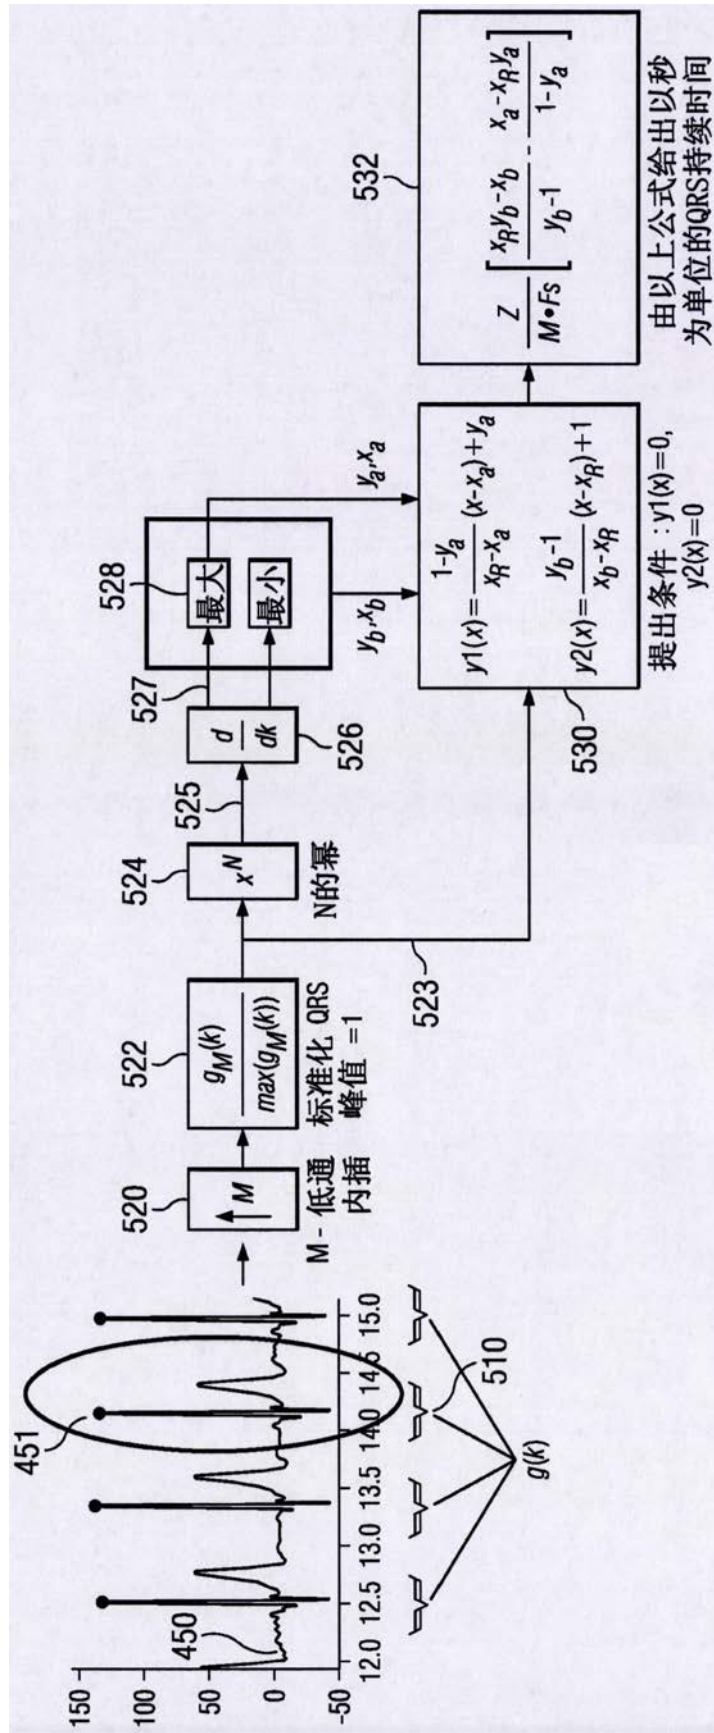 150
100
50
0
-50
450
451
12.0
12.5
13.0
13.5
14.0
14.5
15.0
510
g(k)
520
M
M - 低通
内插
522
g_M(k)
max(g_M(k))
标准化 QRS
峰值 =1
523
524
x^N
N的幂
525
d
dk
526
527
528
最大
最小
y_b,x_b
y_a,x_a
y1(x)= (1-y_a)/(x_R-x_a) (x-x_a)+y_a
y2(x)= (y_b-1)/(x_b-x_R) (x-x_R)+1
530
提出条件 : y1(x)=0,
y2(x)=0
532
Z/(M•Fs) [ (x_R y_b-x_b)/(y_b-1) - (x_a-x_R y_a)/(1-y_a) ]
由以上公式给出以秒
为单位的QRS持续时间